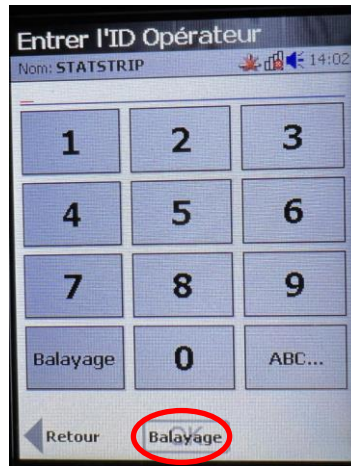 Entrer l'ID Opérateur
Nom: STATSTRIP 14:02
1 2 3
4 5 6
7 8 9
Balayage 0 ABC...
Retour Balayage